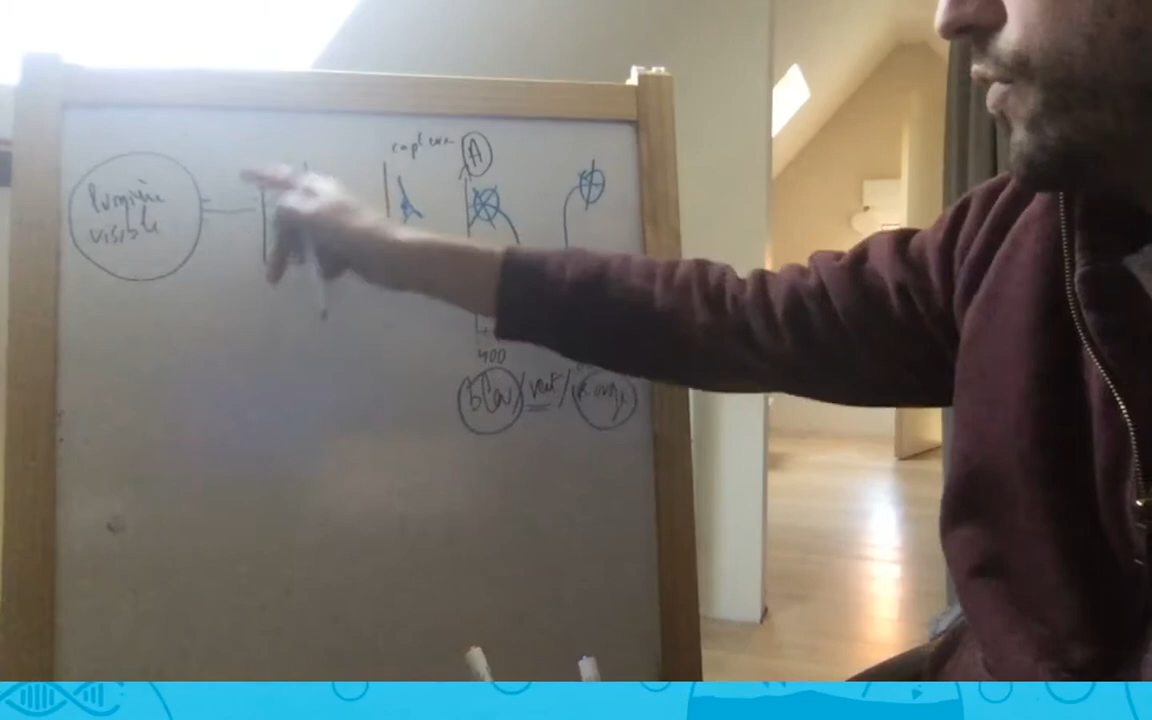 lumière
visible
capteur
A
400
bleu / vert / rouge